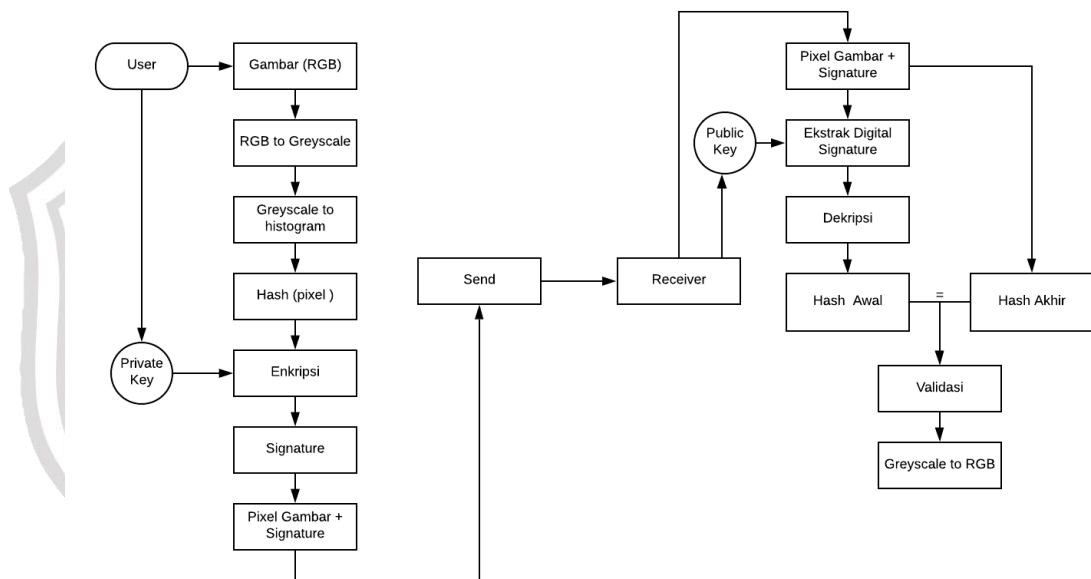 User
Gambar (RGB)
RGB to Greyscale
Greyscale to
histogram
Hash (pixel )
Private
Key
Enkripsi
Signature
Pixel Gambar +
Signature
Send
Receiver
Pixel Gambar +
Signature
Public
Key
Ekstrak Digital
Signature
Dekripsi
Hash Awal
=
Hash Akhir
Validasi
Greyscale to RGB